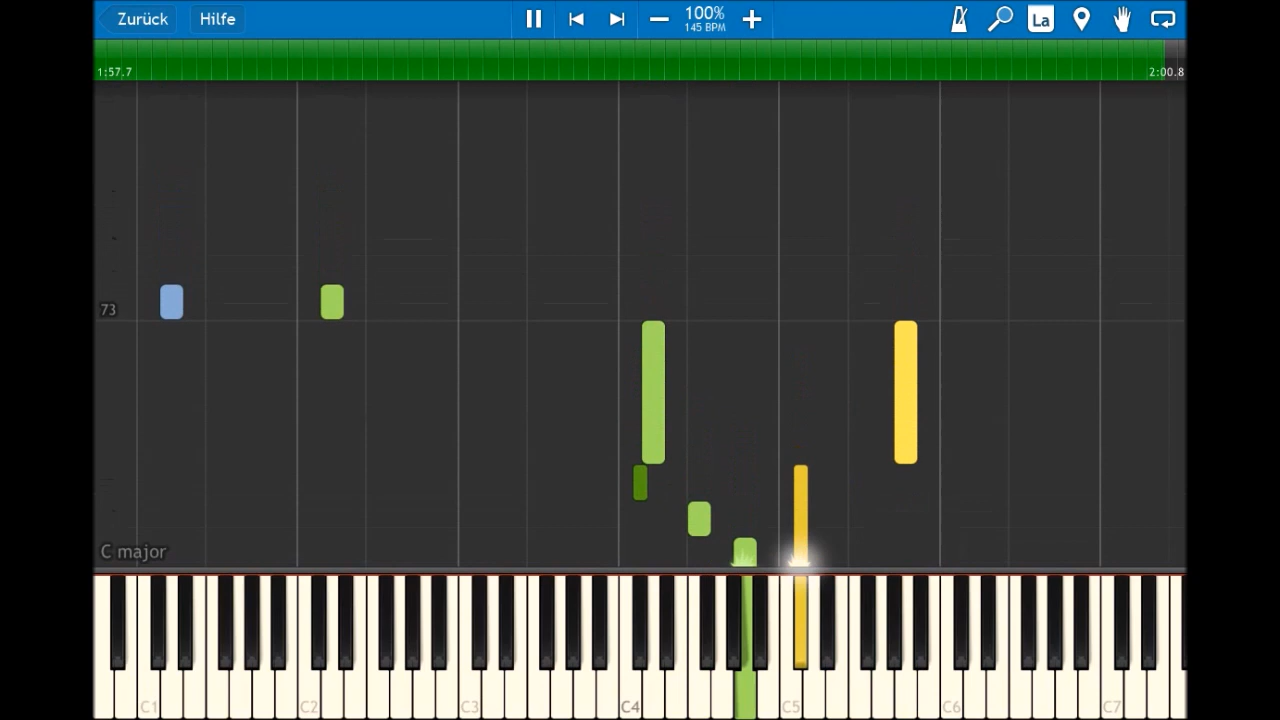 Zurück
Hilfe
100%
145 BPM
La
1:57.7
2:00.8
73
C major
C1
C2
C3
C4
C5
C6
C7